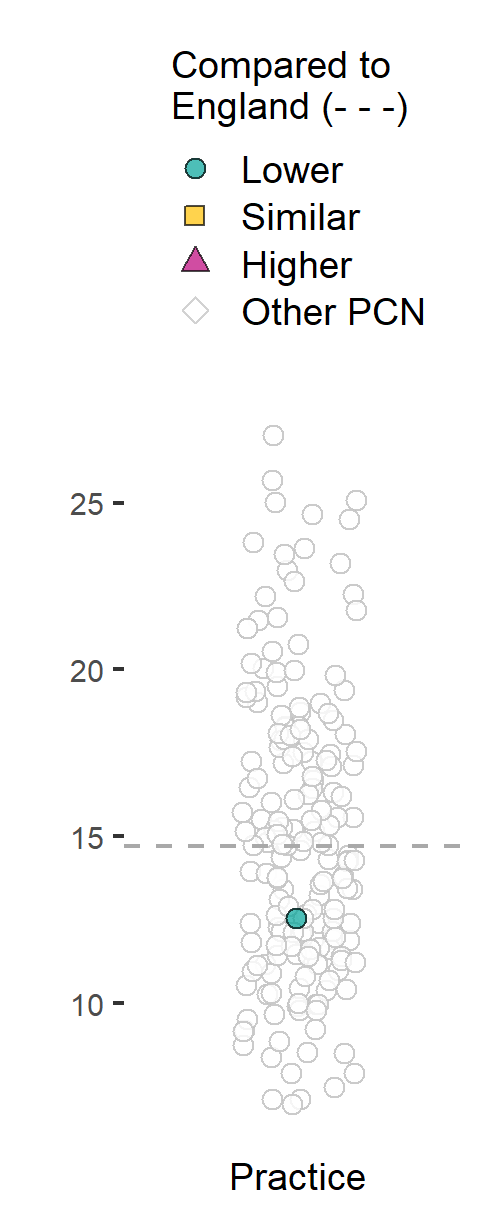 Compared to
England (- - -)
Lower
Similar
Higher
Other PCN
25
20
15
10
Practice